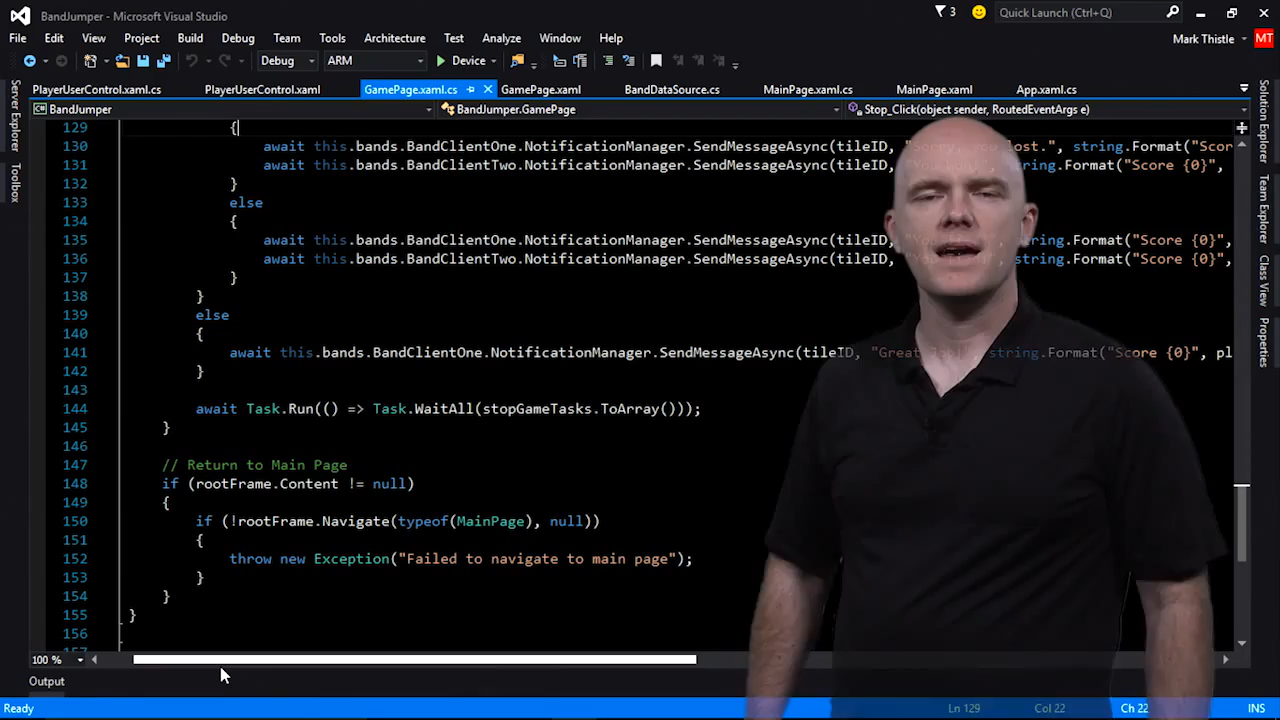 BandJumper - Microsoft Visual Studio
3
Quick Launch (Ctrl+Q)
File Edit View Project Build Debug Team Tools Architecture Test Analyze Window Help
Mark Thistle MT
Debug ARM Device
PlayerUserControl.xaml.cs PlayerUserControl.xaml GamePage.xaml.cs GamePage.xaml BandDataSource.cs MainPage.xaml.cs MainPage.xaml App.xaml.cs
BandJumper BandJumper.GamePage Stop_Click(object sender, RoutedEventArgs e)
Server Explorer
Toolbox
Solution Explorer
Team Explorer
Class View
Properties
129 {
130 await this.bands.BandClientOne.NotificationManager.SendMessageAsync(tileID, "Sorry, you lost.", string.Format("Scor
131 await this.bands.BandClientTwo.NotificationManager.SendMessageAsync(tileID, string.Format("Score {0}",
132 }
133 else
134 {
135 await this.bands.BandClientOne.NotificationManager.SendMessageAsync(tileID, string.Format("Score {0}",
136 await this.bands.BandClientTwo.NotificationManager.SendMessageAsync(tileID, string.Format("Score {0}",
137 }
138 }
139 else
140 {
141 await this.bands.BandClientOne.NotificationManager.SendMessageAsync(tileID, "Great string.Format("Score {0}", pl
142 }
143
144 await Task.Run(() => Task.WaitAll(stopGameTasks.ToArray()));
145 }
146
147 // Return to Main Page
148 if (rootFrame.Content != null)
149 {
150 if (!rootFrame.Navigate(typeof(MainPage), null))
151 {
152 throw new Exception("Failed to navigate to main page");
153 }
154 }
155 }
156
100 %
Output
Ready Ln 129 Col 22 Ch 22 INS